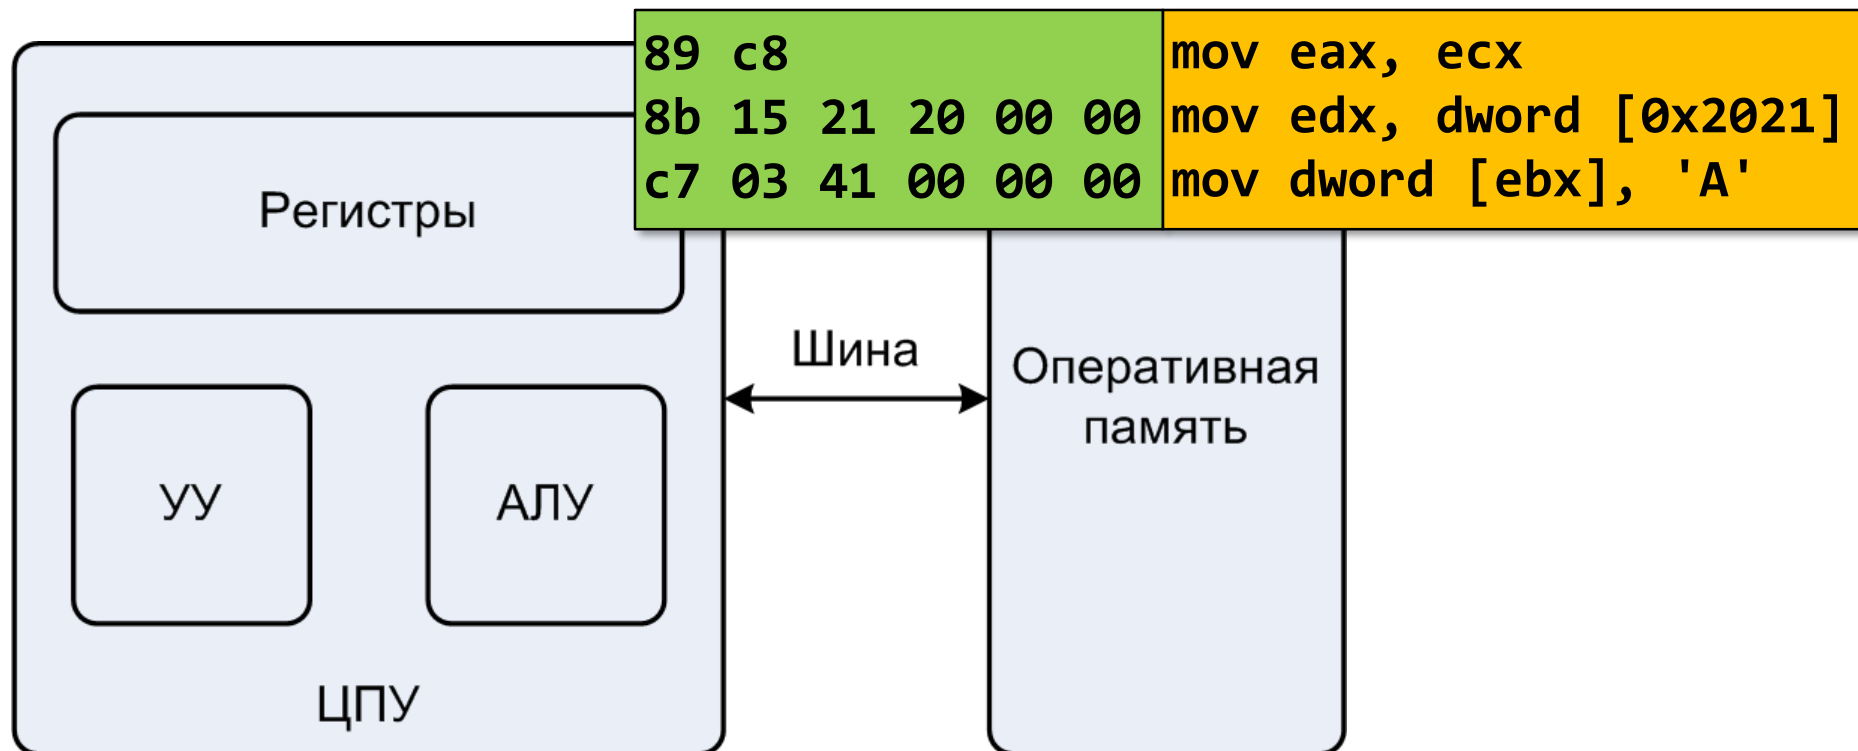 89 c8 mov eax, ecx
8b 15 21 20 00 00 mov edx, dword [0x2021]
c7 03 41 00 00 00 mov dword [ebx], 'A'
Регистры
Шина
Оперативная
память
УУ АЛУ
ЦПУ